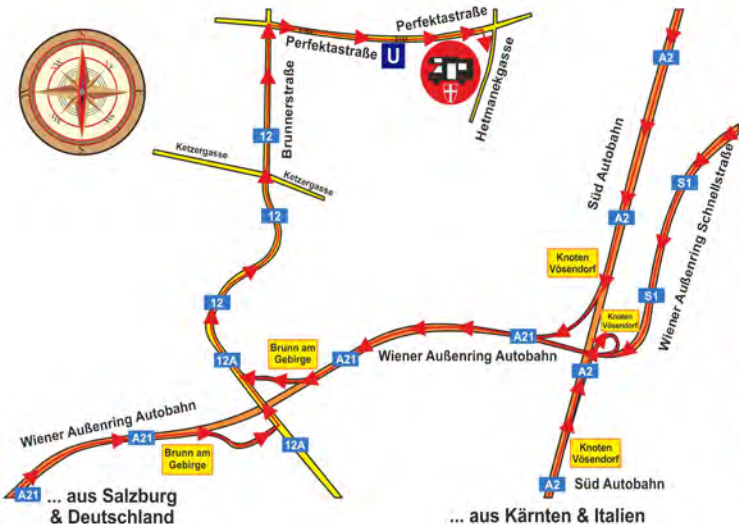 Perfektastraße
Perfektastraße
U
A2
Hetmanekgasse
Brunnerstraße
12
Ketzergasse
Ketzergasse
12
Süd Autobahn
S1
A2
Wiener Außenring Schnellstraße
Knoten
Vösendorf
12
S1
Knoten
Vösendorf
A21
12A
Brunn am
Gebirge
A21
Wiener Außenring Autobahn
A2
Wiener Außenring Autobahn
A21
Brunn am
Gebirge
12A
Knoten
Vösendorf
A21
... aus Salzburg
& Deutschland
A2
Süd Autobahn
... aus Kärnten & Italien